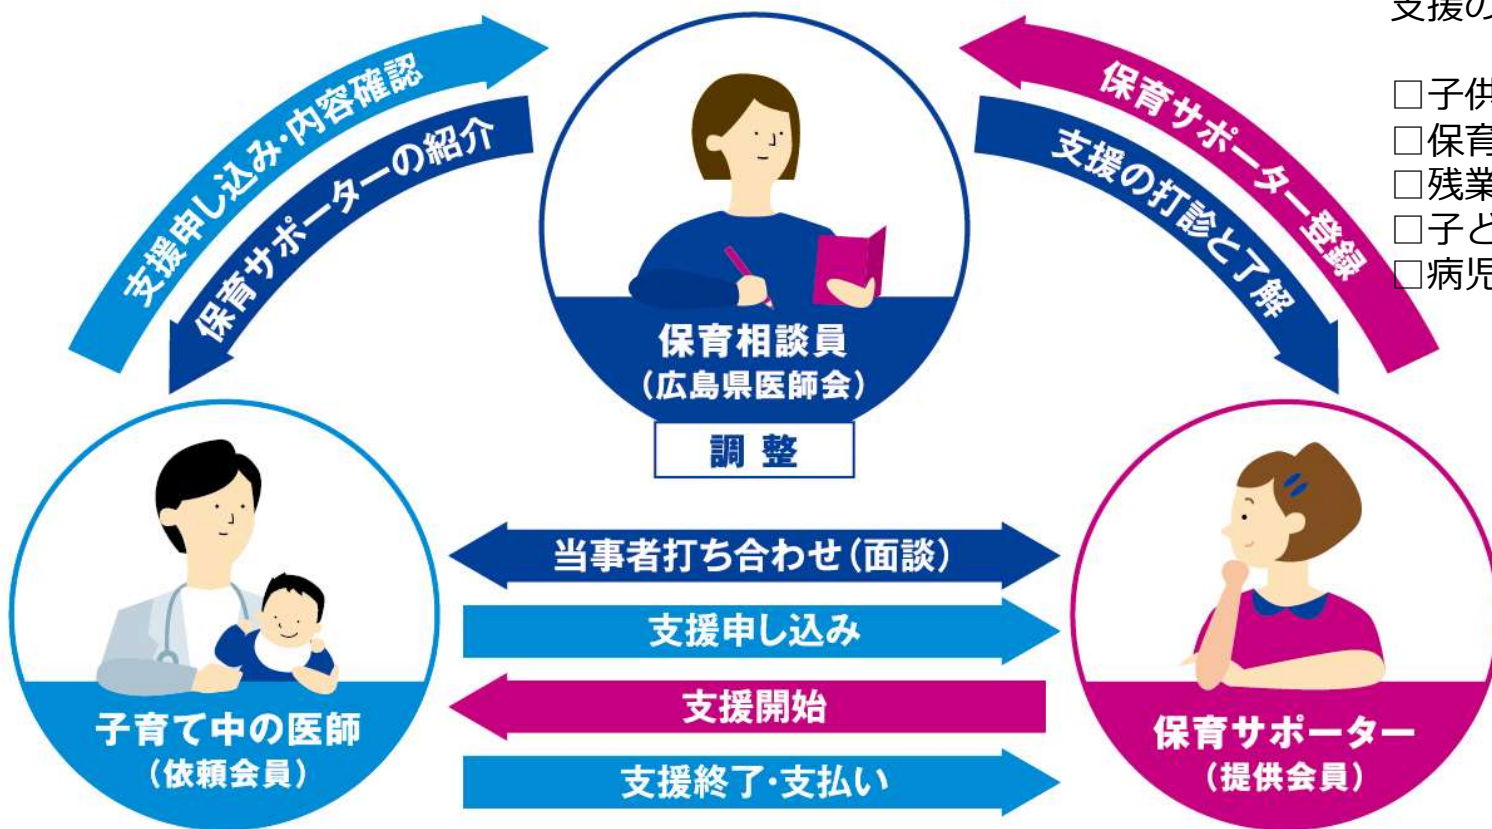 支援の
□子供
□保育
□残業
□子ど
□病児
支援申し込み・内容確認
保育サポーターの紹介
保育サポーター登録
支援の打診と了解
保育相談員
（広島県医師会）
調整
当事者打ち合わせ（面談）
支援申し込み
支援開始
支援終了・支払い
子育て中の医師
（依頼会員）
保育サポーター
（提供会員）